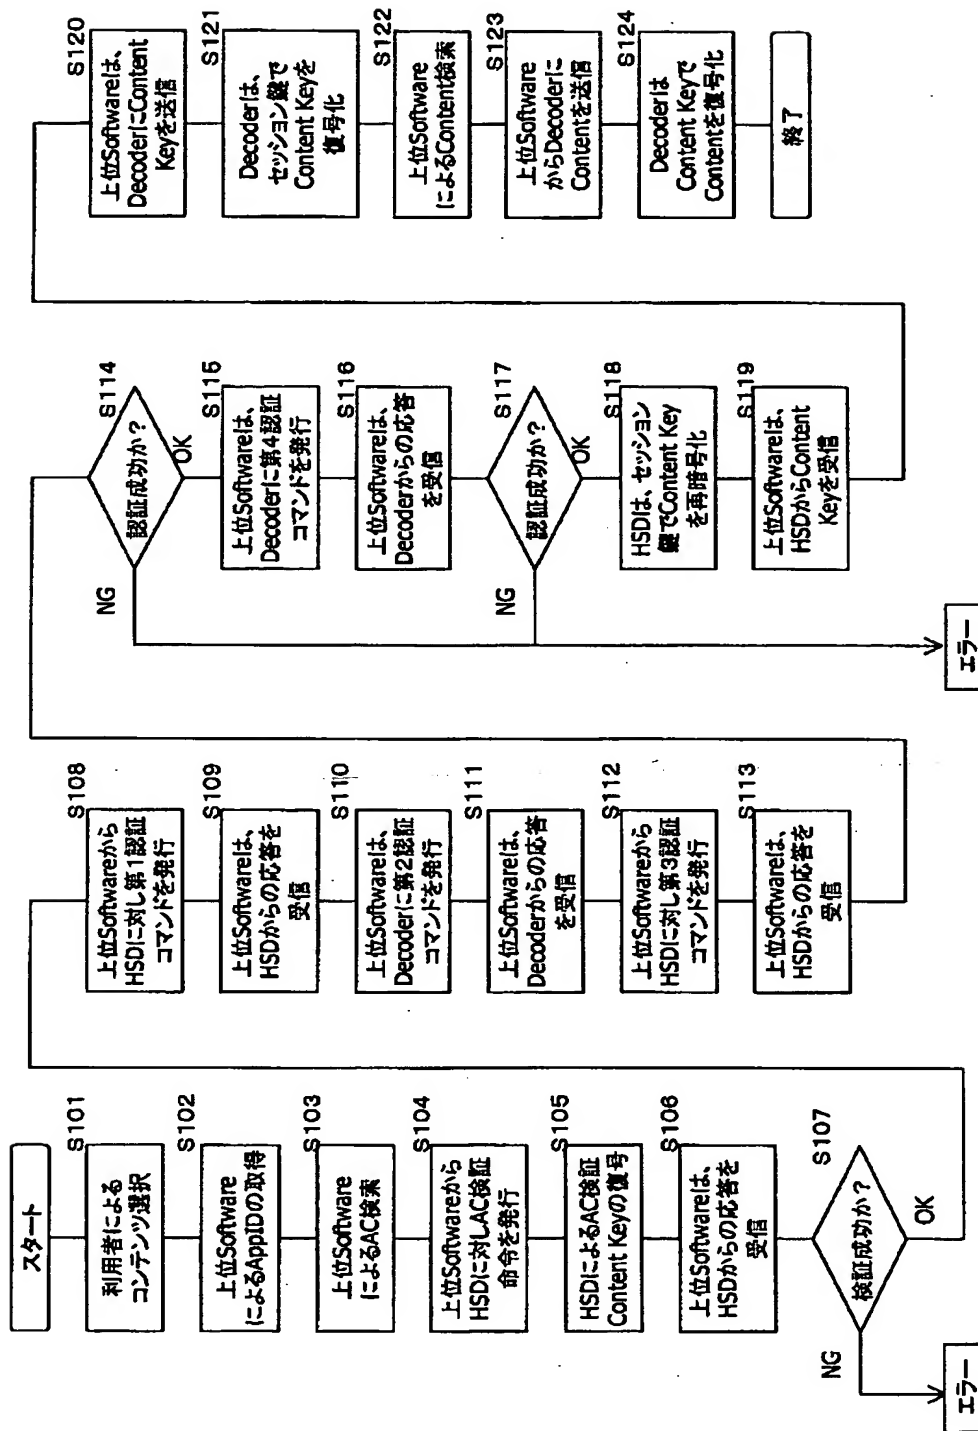 スタート
S101
利用者による
コンテンツ選択
S102
上位Software
によるAppIDの取得
S103
上位Software
によるAC検索
S104
上位Softwareから
HSDに対しAC検証
命令を発行
S105
HSDによるAC検証
Content Keyの復号
S106
上位Softwareは、
HSDからの応答を
受信
S107
検証成功か？
NG
OK
エラー
S108
上位Softwareから
HSDに対し第1認証
コマンドを発行
S109
上位Softwareは、
HSDからの応答を
受信
S110
上位Softwareは、
Decoderに第2認証
コマンドを発行
S111
上位Softwareは、
Decoderからの応答
を受信
S112
上位Softwareから
HSDに対し第3認証
コマンドを発行
S113
上位Softwareは、
HSDからの応答を
受信
S114
認証成功か？
NG
OK
S115
上位Softwareは、
Decoderに第4認証
コマンドを発行
S116
上位Softwareは、
Decoderからの応答
を受信
S117
認証成功か？
NG
OK
S118
HSDは、セッション
鍵でContent Key
を再暗号化
S119
上位Softwareは、
HSDからContent
Keyを受信
エラー
S120
上位Softwareは、
DecoderにContent
Keyを送信
S121
Decoderは、
セッション鍵で
Content Keyを
復号化
S122
上位Software
によるContent検索
S123
上位Software
からDecoderに
Contentを送信
S124
Decoderは
Content Keyで
Contentを復号化
終了